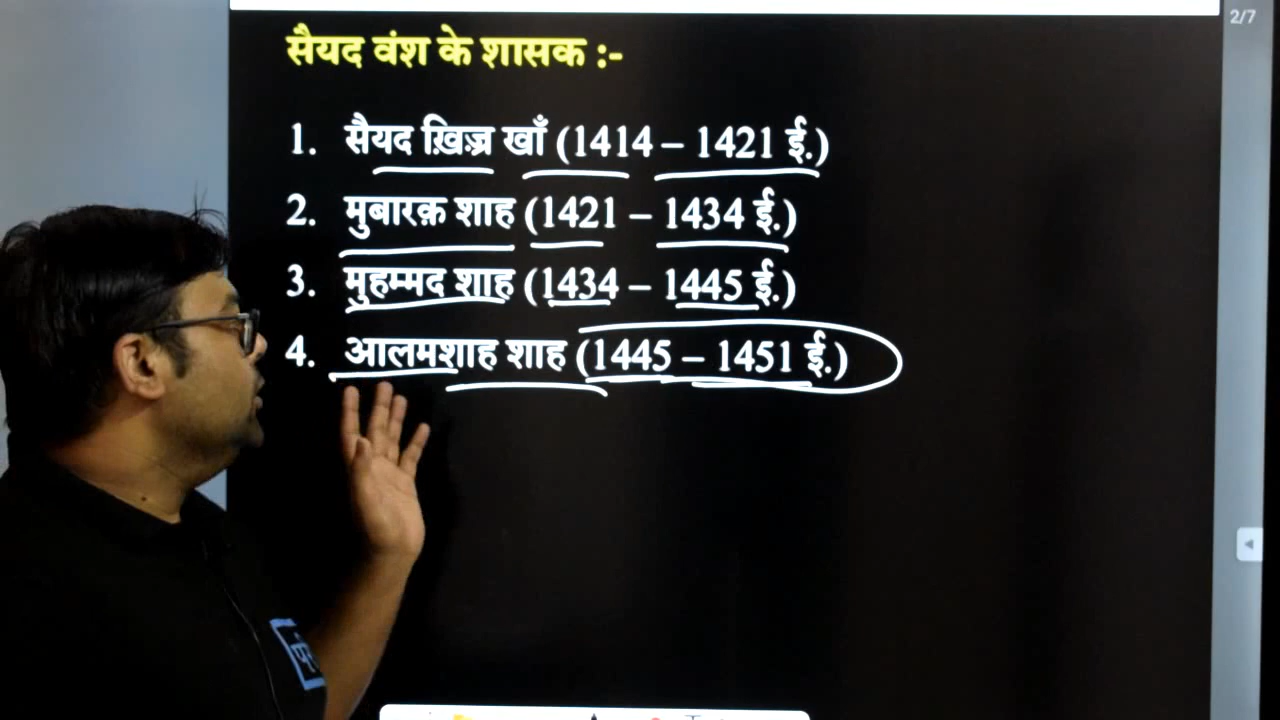 2/7
सैयद वंश के शासक :-
1. सैयद ख़िज़्र खाँ (1414 – 1421 ई.)
2. मुबारक़ शाह (1421 – 1434 ई.)
3. मुहम्मद शाह (1434 – 1445 ई.)
4. आलमशाह शाह (1445 – 1451 ई.)